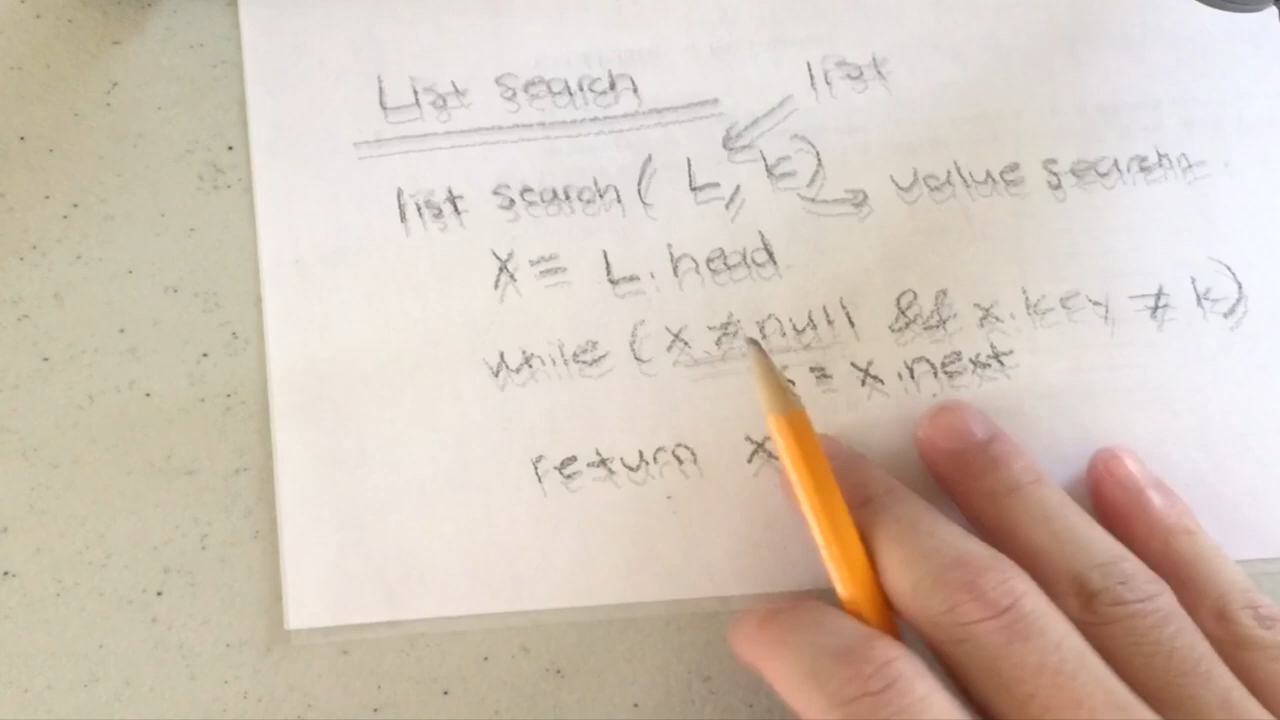 List search
list
list search ( L, k)
value search
x = L.head
while ( x ≠ null && x.key ≠ k)
= x.next
return x